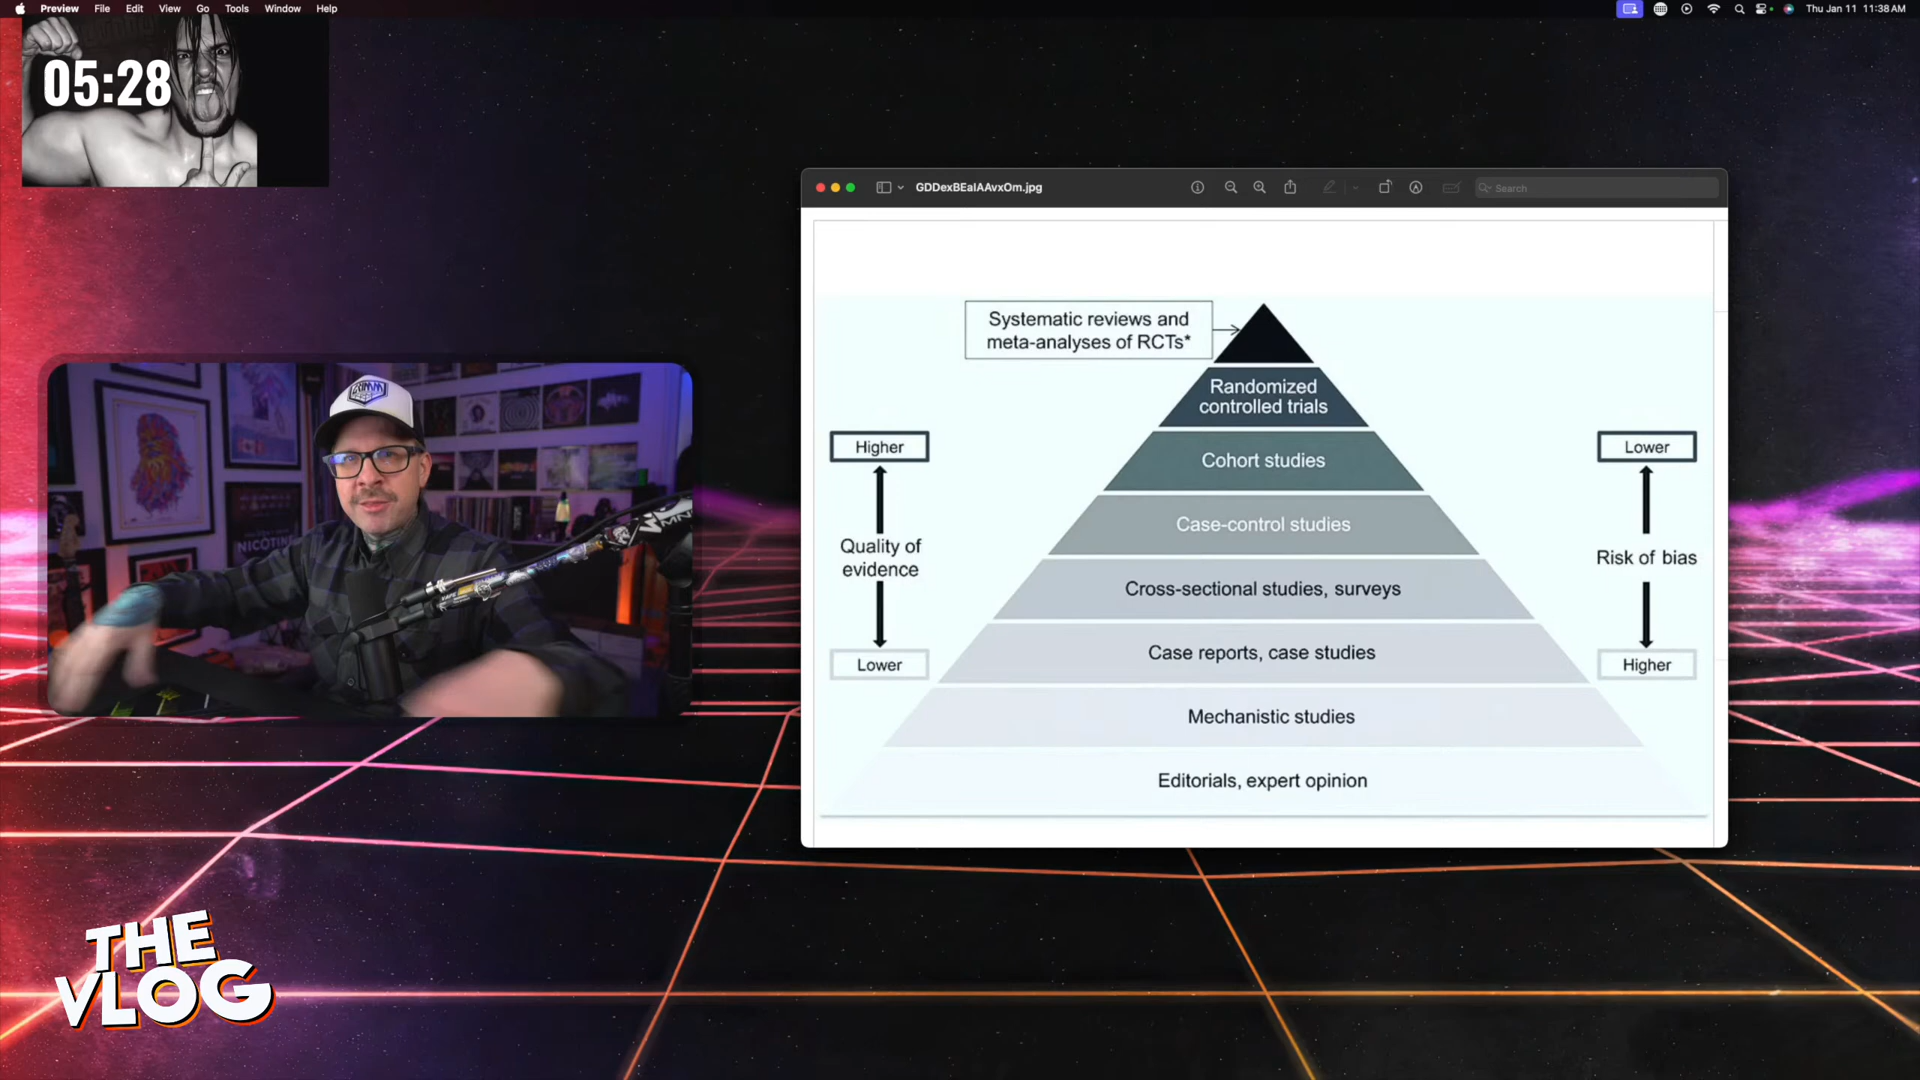 Preview File Edit View Go Tools Window Help
Thu Jan 11 11:38 AM
05:28
GDDexBEaIAAvxOm.jpg
Search
Systematic reviews and
meta-analyses of RCTs*
Randomized
controlled trials
Cohort studies
Case-control studies
Cross-sectional studies, surveys
Case reports, case studies
Mechanistic studies
Editorials, expert opinion
Higher
Quality of
evidence
Lower
Lower
Risk of bias
Higher
NICOTINE
THE
VLOG